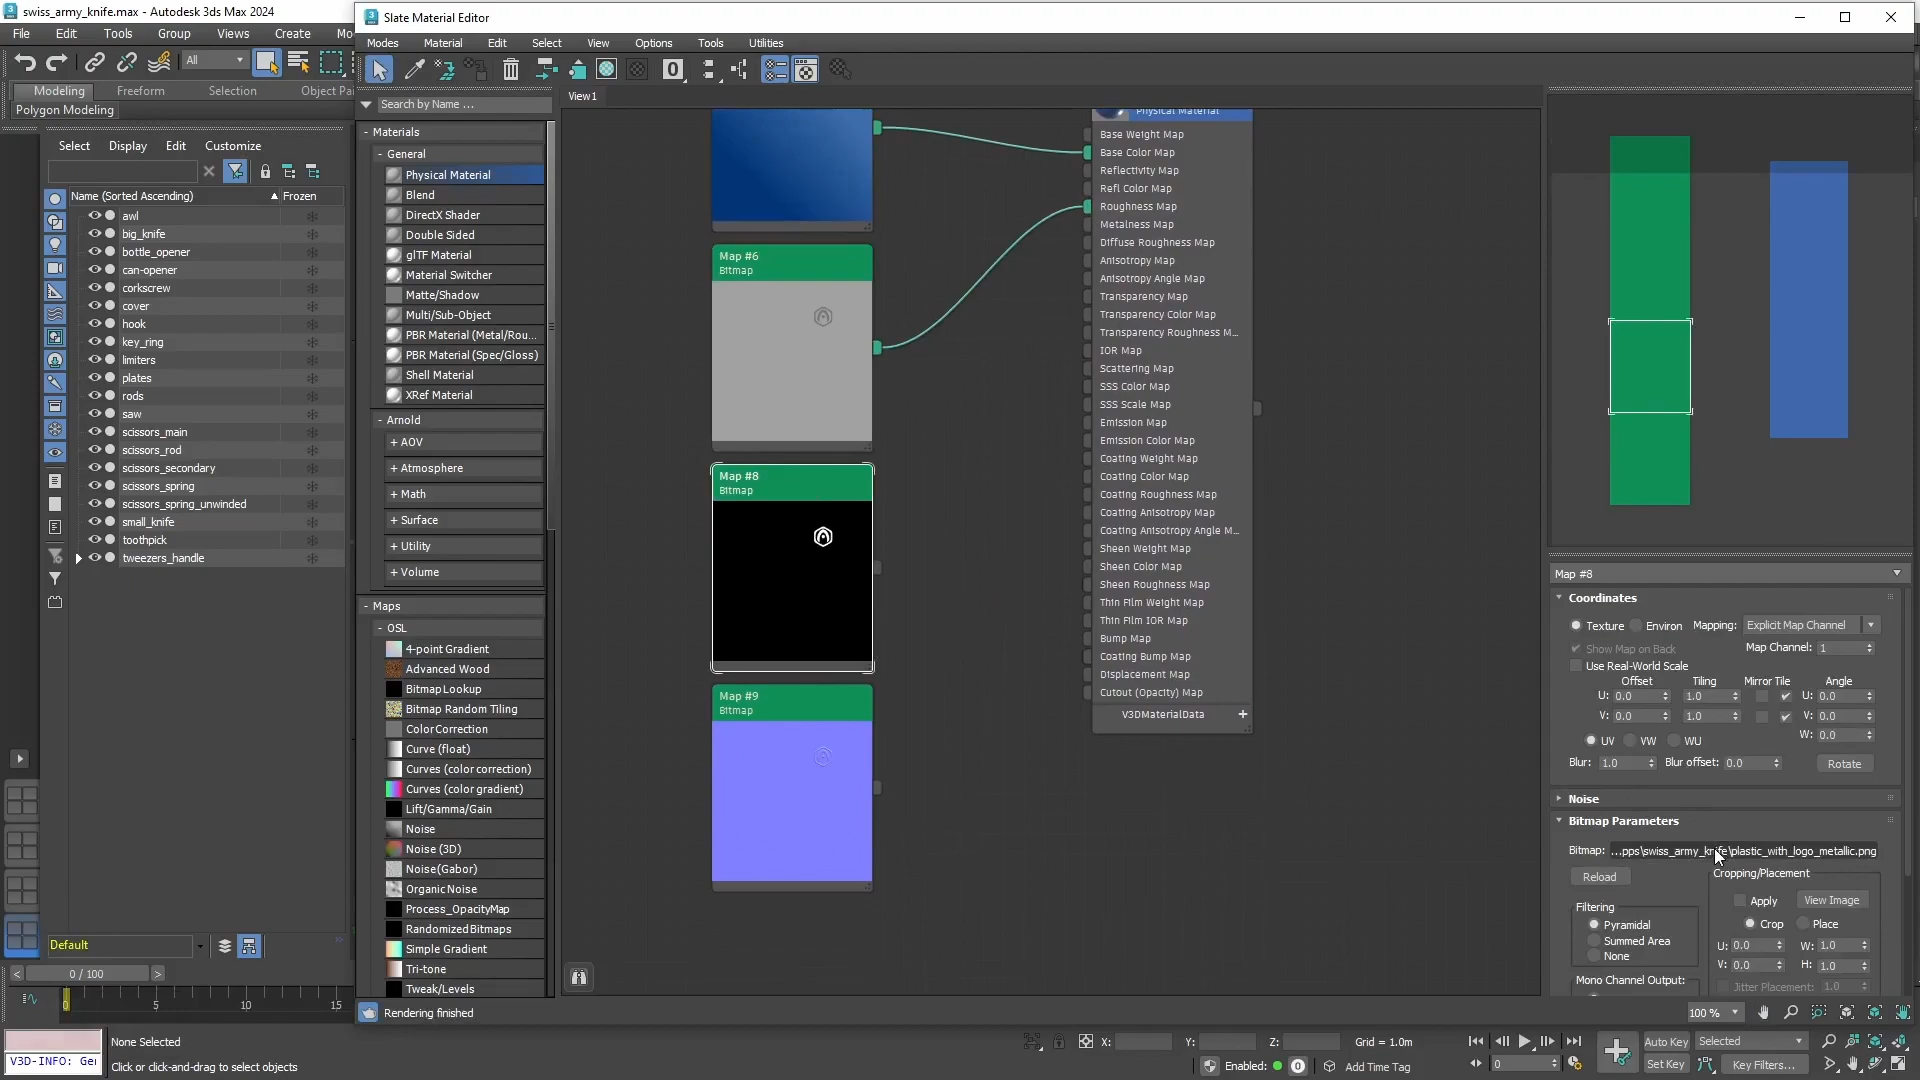 swiss_army_knife.max - Autodesk 3ds Max 2024
File Edit Tools Group Views Create Mo
All
Modeling Freeform Selection Object Pa
Polygon Modeling
Select Display Edit Customize
Name (Sorted Ascending) Frozen
awl
big_knife
bottle_opener
can-opener
corkscrew
cover
hook
key_ring
limiters
plates
rods
saw
scissors_main
scissors_rod
scissors_secondary
scissors_spring
scissors_spring_unwinded
small_knife
toothpick
tweezers_handle
Default
0 / 100
0 5 10 15
V3D-INFO: Ge
None Selected
Click or click-and-drag to select objects
Slate Material Editor
Modes Material Edit Select View Options Tools Utilities
0
Search by Name ...
- Materials
- General
Physical Material
Blend
DirectX Shader
Double Sided
glTF Material
Material Switcher
Matte/Shadow
Multi/Sub-Object
PBR Material (Metal/Rou...
PBR Material (Spec/Gloss)
Shell Material
XRef Material
- Arnold
+ AOV
+ Atmosphere
+ Math
+ Surface
+ Utility
+ Volume
- Maps
- OSL
4-point Gradient
Advanced Wood
Bitmap Lookup
Bitmap Random Tiling
Color Correction
Curve (float)
Curves (color correction)
Curves (color gradient)
Lift/Gamma/Gain
Noise
Noise (3D)
Noise(Gabor)
Organic Noise
Process_OpacityMap
Randomized Bitmaps
Simple Gradient
Tri-tone
Tweak/Levels
Rendering finished
View1
Map #6
Bitmap
Map #8
Bitmap
Map #9
Bitmap
Physical Material
Base Weight Map
Base Color Map
Reflectivity Map
Refl Color Map
Roughness Map
Metalness Map
Diffuse Roughness Map
Anisotropy Map
Anisotropy Angle Map
Transparency Map
Transparency Color Map
Transparency Roughness M...
IOR Map
Scattering Map
SSS Color Map
SSS Scale Map
Emission Map
Emission Color Map
Coating Weight Map
Coating Color Map
Coating Roughness Map
Coating Anisotropy Map
Coating Anisotropy Angle M...
Sheen Weight Map
Sheen Color Map
Sheen Roughness Map
Thin Film Weight Map
Thin Film IOR Map
Bump Map
Coating Bump Map
Displacement Map
Cutout (Opacity) Map
V3DMaterialData +
Map #8
Coordinates
Texture Environ Mapping: Explicit Map Channel
Show Map on Back Map Channel: 1
Use Real-World Scale
Offset Tiling Mirror Tile Angle
U: 0.0 1.0 U: 0.0
V: 0.0 1.0 V: 0.0
UV VW WU W: 0.0
Blur: 1.0 Blur offset: 0.0 Rotate
Noise
Bitmap Parameters
Bitmap: ...pps\swiss_army_knife\plastic_with_logo_metallic.png
Reload Cropping/Placement
Apply View Image
Filtering
Pyramidal
Summed Area
None
Crop Place
U: 0.0 W: 1.0
V: 0.0 H: 1.0
Mono Channel Output: Jitter Placement: 1.0
100 %
X: Y: Z: Grid = 1.0m
Enabled: 0 Add Time Tag
0
Auto Key Selected
Set Key Key Filters...